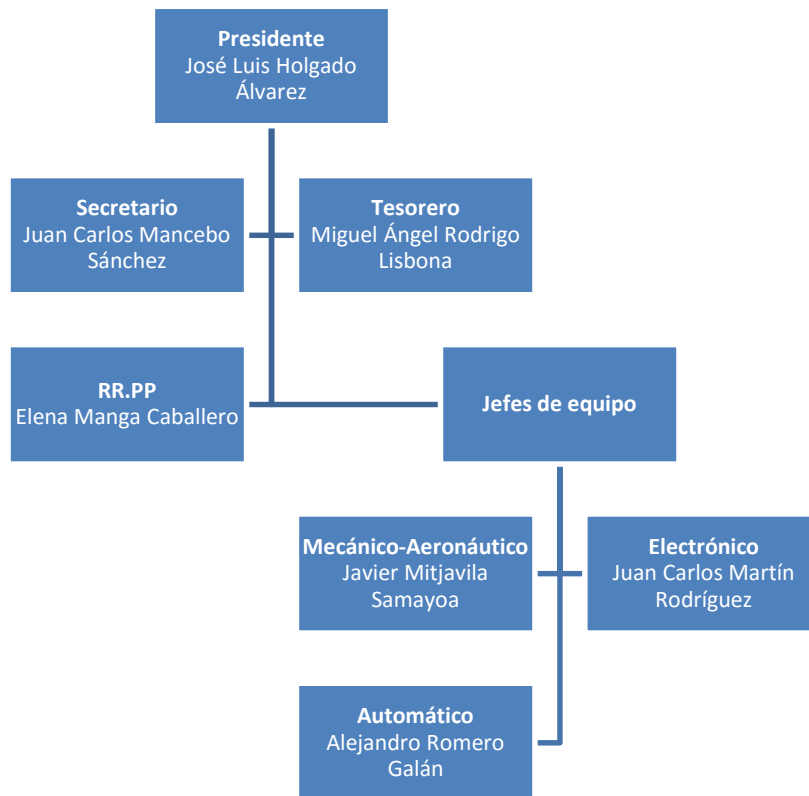 Presidente
José Luis Holgado
Álvarez
Secretario
Juan Carlos Mancebo
Sánchez
Tesorero
Miguel Ángel Rodrigo
Lisbona
RR.PP
Elena Manga Caballero
Jefes de equipo
Mecánico-Aeronáutico
Javier Mitjavila
Samayoa
Electrónico
Juan Carlos Martín
Rodríguez
Automático
Alejandro Romero
Galán